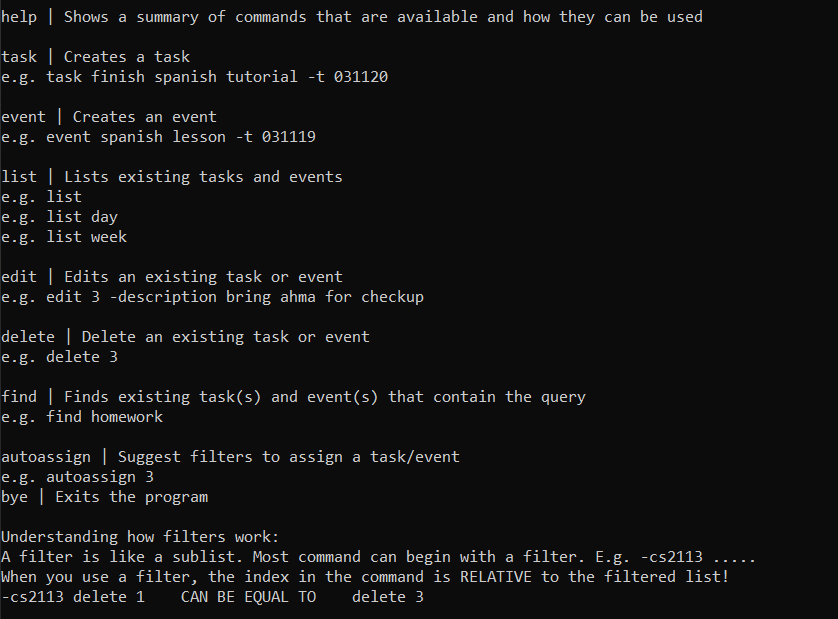 help | Shows a summary of commands that are available and how they can be used
task | Creates a task
e.g. task finish spanish tutorial -t 031120
event | Creates an event
e.g. event spanish lesson -t 031119
list | Lists existing tasks and events
e.g. list
e.g. list day
e.g. list week
edit | Edits an existing task or event
e.g. edit 3 -description bring ahma for checkup
delete | Delete an existing task or event
e.g. delete 3
find | Finds existing task(s) and event(s) that contain the query
e.g. find homework
autoassign | Suggest filters to assign a task/event
e.g. autoassign 3
bye | Exits the program
Understanding how filters work:
A filter is like a sublist. Most command can begin with a filter. E.g. -cs2113 .....
When you use a filter, the index in the command is RELATIVE to the filtered list!
-cs2113 delete 1    CAN BE EQUAL TO    delete 3